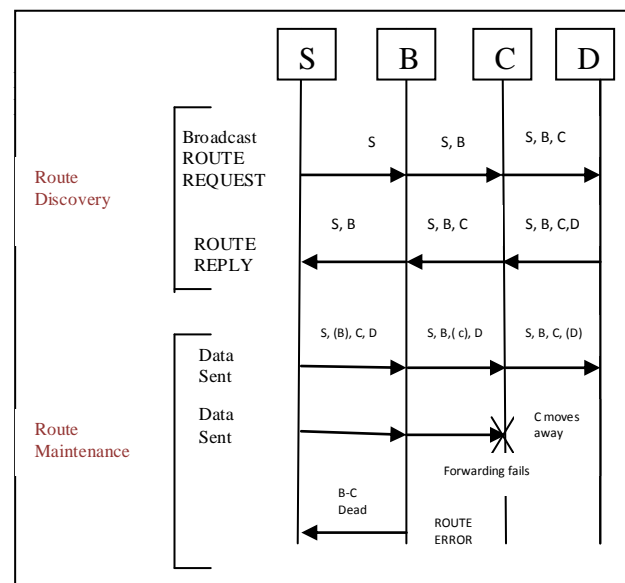 S B C D
Broadcast
ROUTE
REQUEST
S
S, B
S, B, C
Route
Discovery
ROUTE
REPLY
S, B
S, B, C
S, B, C,D
Data
Sent
S, (B), C, D
S, B,( c), D
S, B, C, (D)
Data
Sent
C moves
away
Route
Maintenance
Forwarding fails
B-C
Dead
ROUTE
ERROR